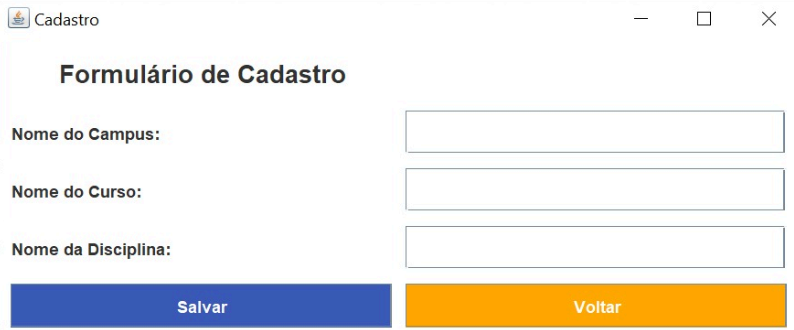 Cadastro
Formulário de Cadastro
Nome do Campus:
Nome do Curso:
Nome da Disciplina:
Salvar Voltar